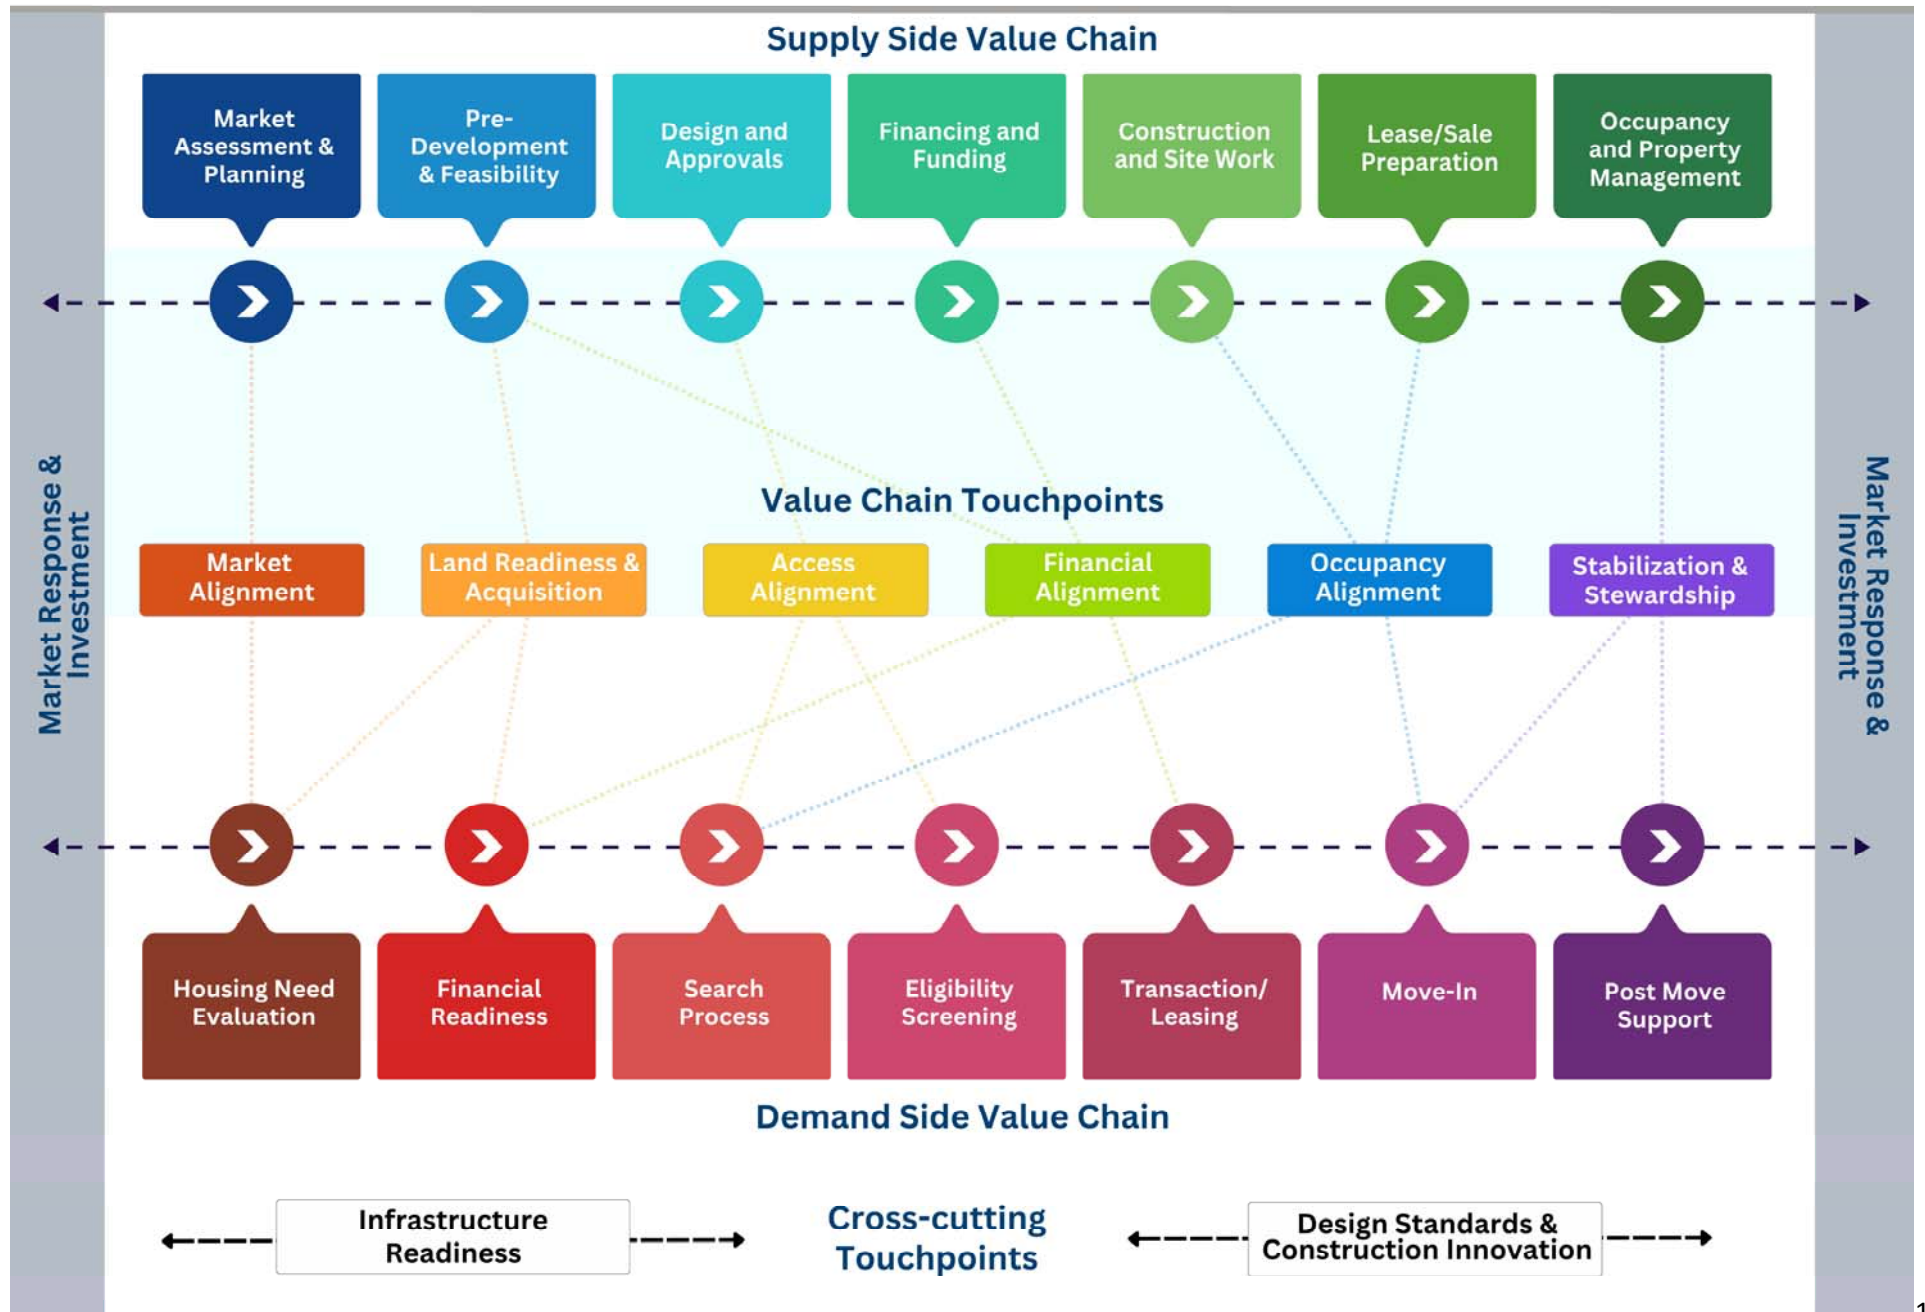 Supply Side Value Chain
Market
Assessment &
Planning
Pre-
Development
& Feasibility
Design and
Approvals
Financing and
Funding
Construction
and Site Work
Lease/Sale
Preparation
Occupancy
and Property
Management
Market Response &
Investment
Value Chain Touchpoints
Market
Alignment
Land Readiness &
Acquisition
Access
Alignment
Financial
Alignment
Occupancy
Alignment
Stabilization &
Stewardship
Market Response &
Investment
Housing Need
Evaluation
Financial
Readiness
Search
Process
Eligibility
Screening
Transaction/
Leasing
Move-In
Post Move
Support
Demand Side Value Chain
Infrastructure
Readiness
Cross-cutting
Touchpoints
Design Standards &
Construction Innovation
1